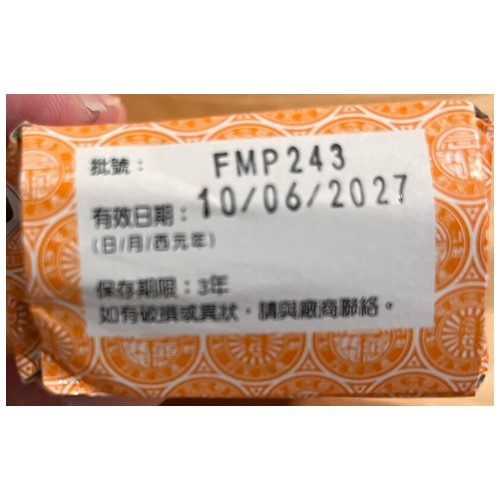 批號： FMP243
有效日期：10/06/2027
(日/月/西元年)
保存期限：3年
如有破損或異狀，請與廠商聯絡。